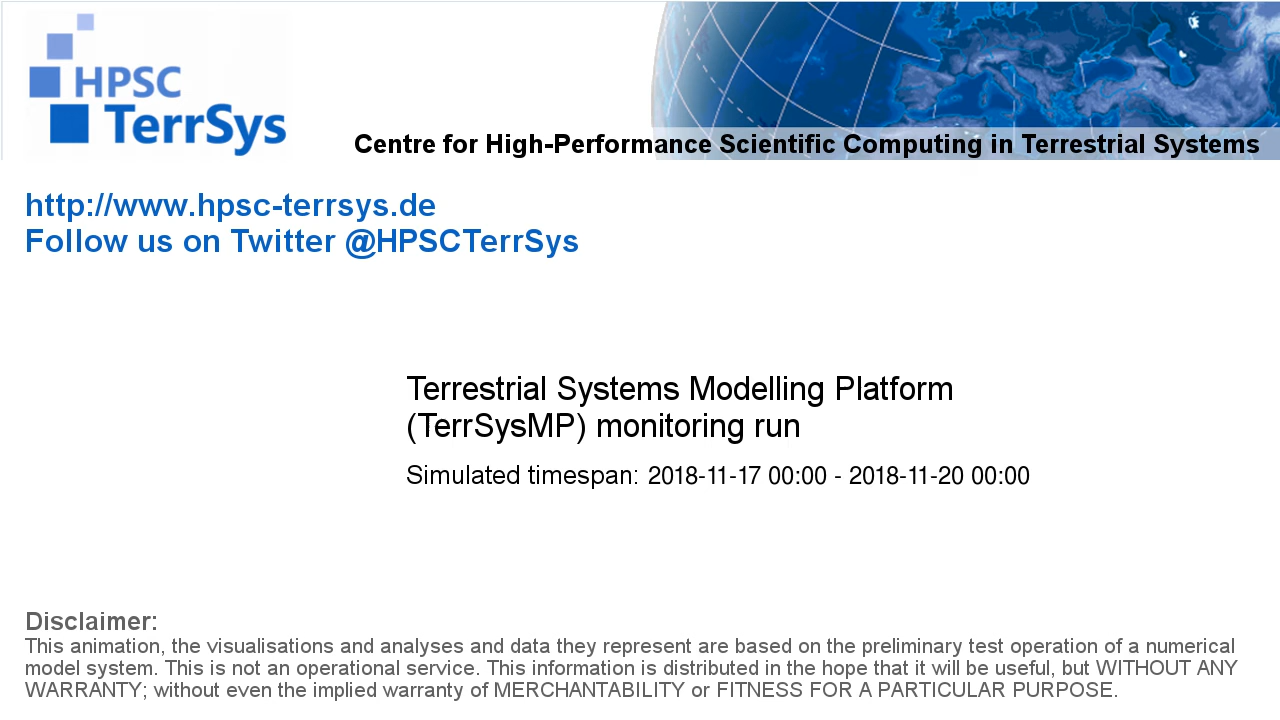 HPSC
TerrSys
Centre for High-Performance Scientific Computing in Terrestrial Systems
http://www.hpsc-terrsys.de
Follow us on Twitter @HPSCTerrSys
Terrestrial Systems Modelling Platform
(TerrSysMP) monitoring run
Simulated timespan: 2018-11-17 00:00 - 2018-11-20 00:00
Disclaimer:
This animation, the visualisations and analyses and data they represent are based on the preliminary test operation of a numerical
model system. This is not an operational service. This information is distributed in the hope that it will be useful, but WITHOUT ANY
WARRANTY; without even the implied warranty of MERCHANTABILITY or FITNESS FOR A PARTICULAR PURPOSE.